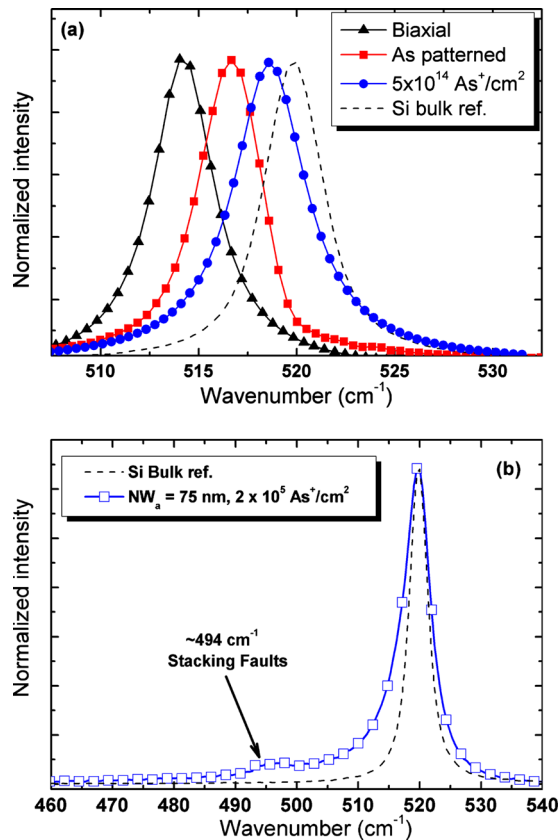 (a)
Biaxial
As patterned
5x10¹⁴ As⁺/cm²
Si bulk ref.
Normalized intensity
510 515 520 525 530
Wavenumber (cm⁻¹)
(b)
Si Bulk ref.
NWₐ = 75 nm, 2 x 10⁵ As⁺/cm²
Normalized intensity
~494 cm⁻¹
Stacking Faults
460 470 480 490 500 510 520 530 540
Wavenumber (cm⁻¹)